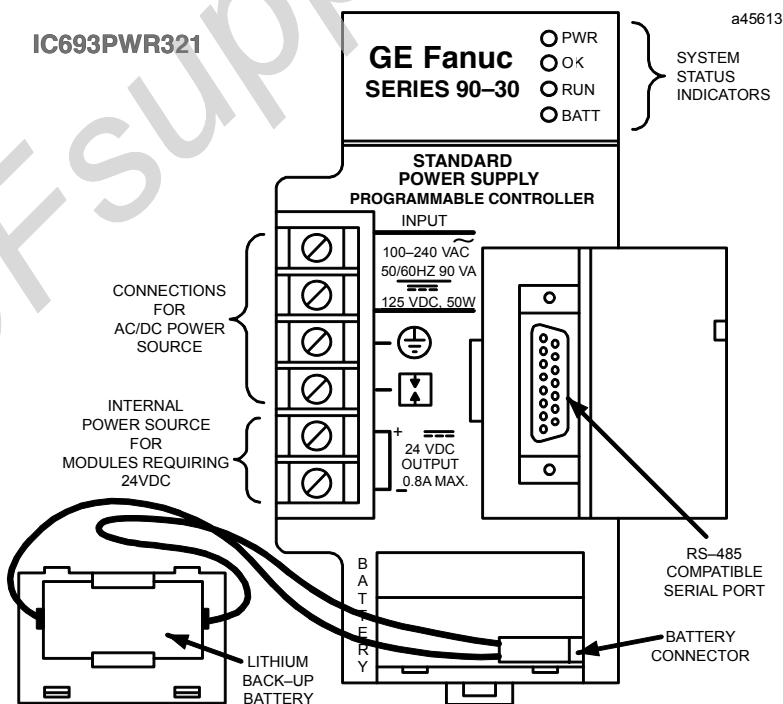 a45613
IC693PWR321
GE Fanuc
SERIES 90–30
PWR
OK
RUN
BATT
SYSTEM
STATUS
INDICATORS
STANDARD
POWER SUPPLY
PROGRAMMABLE CONTROLLER
INPUT
100–240 VAC
50/60HZ 90 VA
125 VDC, 50W
CONNECTIONS
FOR
AC/DC POWER
SOURCE
INTERNAL
POWER SOURCE
FOR
MODULES REQUIRING
24VDC
+
24 VDC
OUTPUT
0.8A MAX.
–
RS–485
COMPATIBLE
SERIAL PORT
BATTERY
BATTERY
CONNECTOR
LITHIUM
BACK–UP
BATTERY